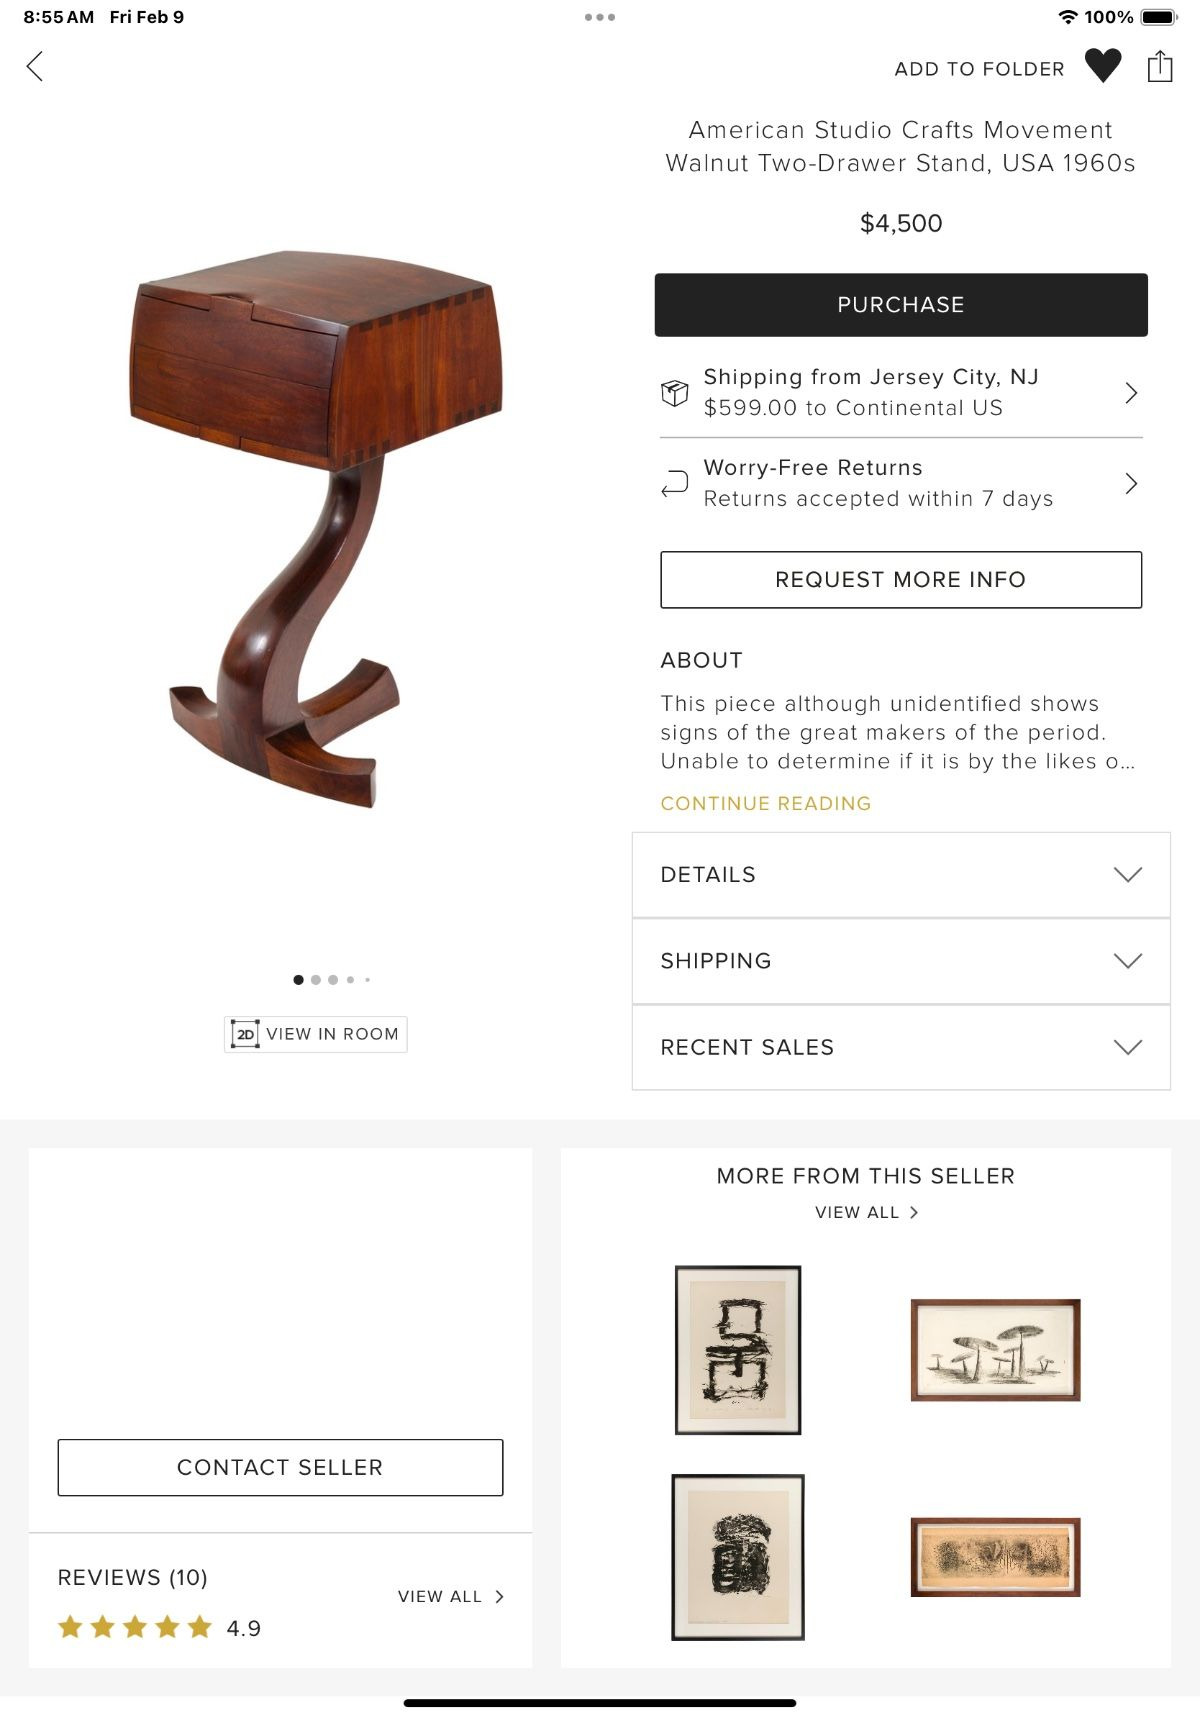 8:55 AM Fri Feb 9
100%
ADD TO FOLDER
American Studio Crafts Movement
Walnut Two-Drawer Stand, USA 1960s
$4,500
PURCHASE
Shipping from Jersey City, NJ
$599.00 to Continental US
Worry-Free Returns
Returns accepted within 7 days
REQUEST MORE INFO
ABOUT
This piece although unidentified shows
signs of the great makers of the period.
Unable to determine if it is by the likes o...
CONTINUE READING
DETAILS
SHIPPING
RECENT SALES
2D VIEW IN ROOM
CONTACT SELLER
REVIEWS (10)
VIEW ALL
4.9
MORE FROM THIS SELLER
VIEW ALL